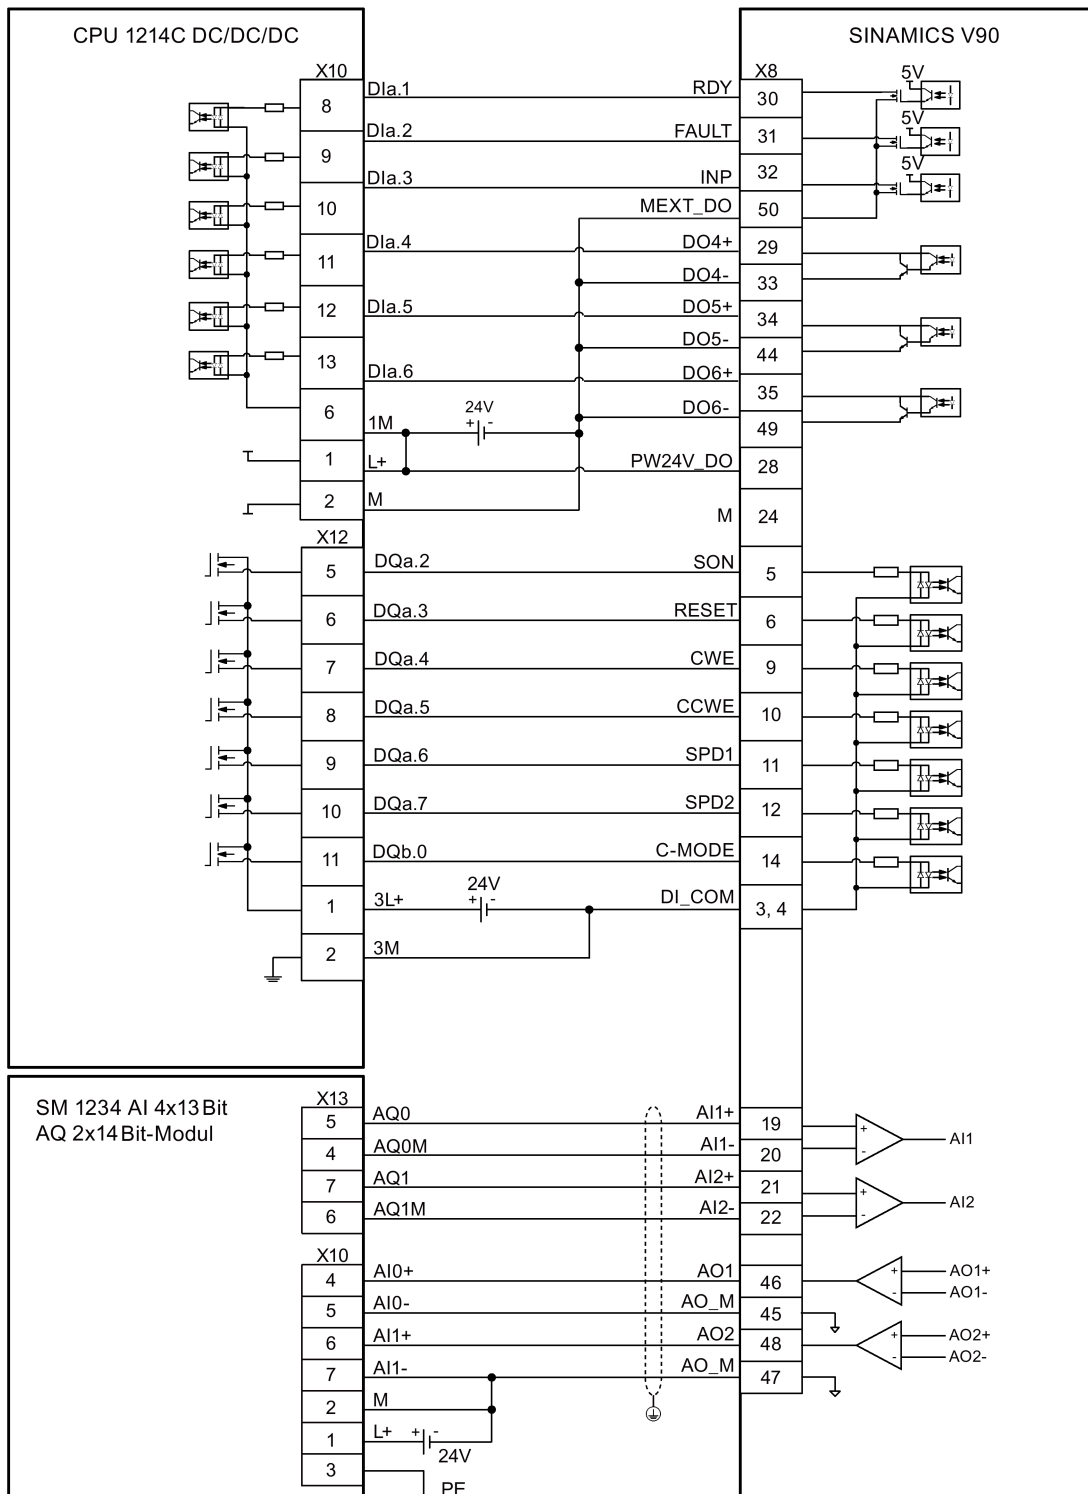 CPU 1214C DC/DC/DC
SINAMICS V90
X10
X8
5V
8 DIa.1 RDY 30
5V
9 DIa.2 FAULT 31
5V
10 DIa.3 INP 32
MEXT_DO 50
11 DIa.4 DO4+ 29
DO4- 33
12 DIa.5 DO5+ 34
DO5- 44
13 DIa.6 DO6+ 35
DO6- 49
6 1M 24V + -
1 L+ PW24V_DO 28
2 M
M 24
X12
5 DQa.2 SON 5
6 DQa.3 RESET 6
7 DQa.4 CWE 9
8 DQa.5 CCWE 10
9 DQa.6 SPD1 11
10 DQa.7 SPD2 12
11 DQb.0 C-MODE 14
1 3L+ 24V + - DI_COM 3, 4
2 3M
SM 1234 AI 4x13Bit
AQ 2x14Bit-Modul
X13
5 AQ0 AI1+ 19 +
4 AQ0M AI1- 20 - AI1
7 AQ1 AI2+ 21 +
6 AQ1M AI2- 22 - AI2
X10
4 AI0+ AO1 46 + AO1+
- AO1-
5 AI0- AO_M 45
6 AI1+ AO2 48 + AO2+
- AO2-
7 AI1- AO_M 47
2 M
1 L+ + - 24V
3 PE